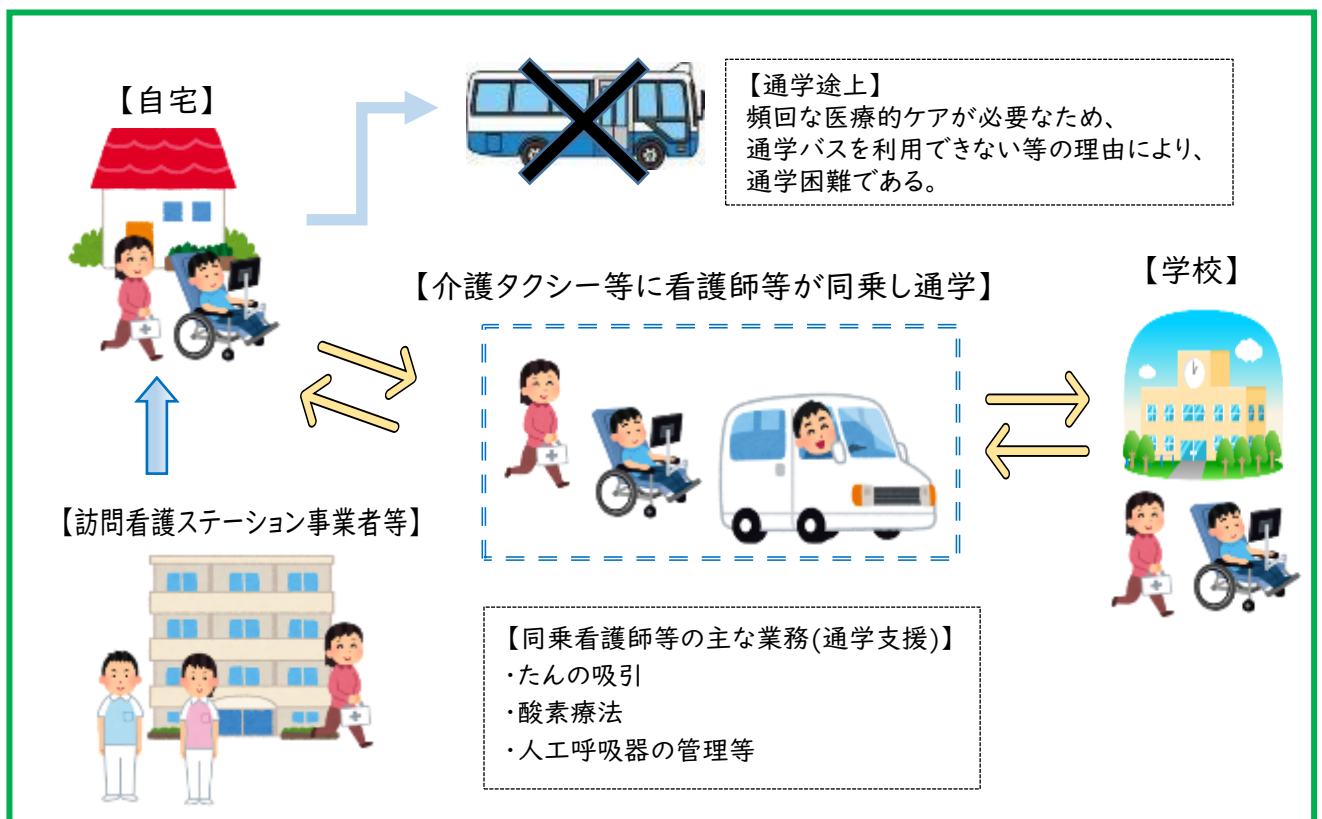 【自宅】
【通学途上】
頻回な医療的ケアが必要なため、
通学バスを利用できない等の理由により、
通学困難である。
【介護タクシー等に看護師等が同乗し通学】
【学校】
【訪問看護ステーション事業者等】
【同乗看護師等の主な業務(通学支援)】
・たんの吸引
・酸素療法
・人工呼吸器の管理等